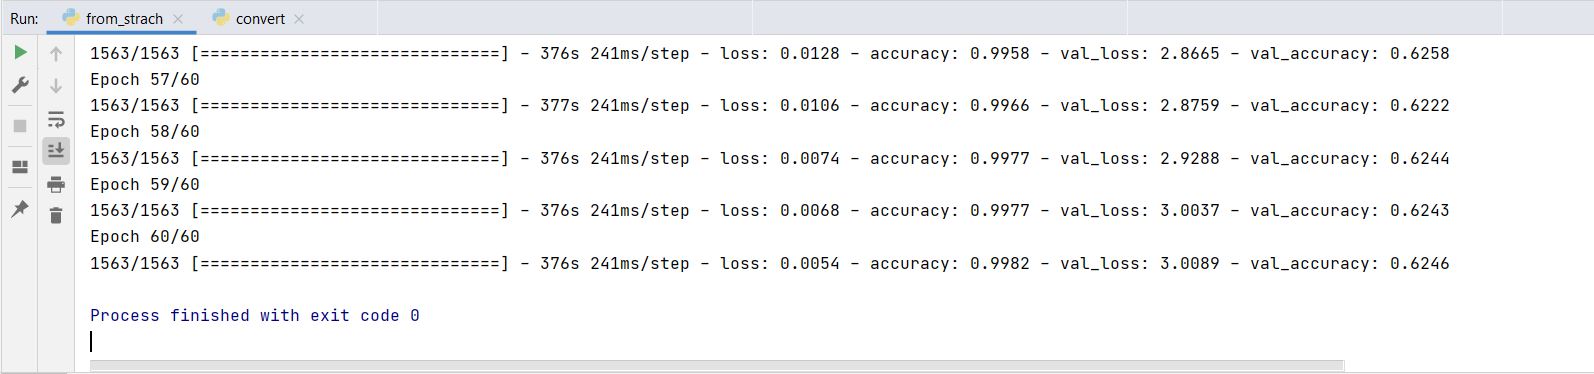 Run: from_strach × convert ×
1563/1563 [==============================] - 376s 241ms/step - loss: 0.0128 - accuracy: 0.9958 - val_loss: 2.8665 - val_accuracy: 0.6258
Epoch 57/60
1563/1563 [==============================] - 377s 241ms/step - loss: 0.0106 - accuracy: 0.9966 - val_loss: 2.8759 - val_accuracy: 0.6222
Epoch 58/60
1563/1563 [==============================] - 376s 241ms/step - loss: 0.0074 - accuracy: 0.9977 - val_loss: 2.9288 - val_accuracy: 0.6244
Epoch 59/60
1563/1563 [==============================] - 376s 241ms/step - loss: 0.0068 - accuracy: 0.9977 - val_loss: 3.0037 - val_accuracy: 0.6243
Epoch 60/60
1563/1563 [==============================] - 376s 241ms/step - loss: 0.0054 - accuracy: 0.9982 - val_loss: 3.0089 - val_accuracy: 0.6246
Process finished with exit code 0